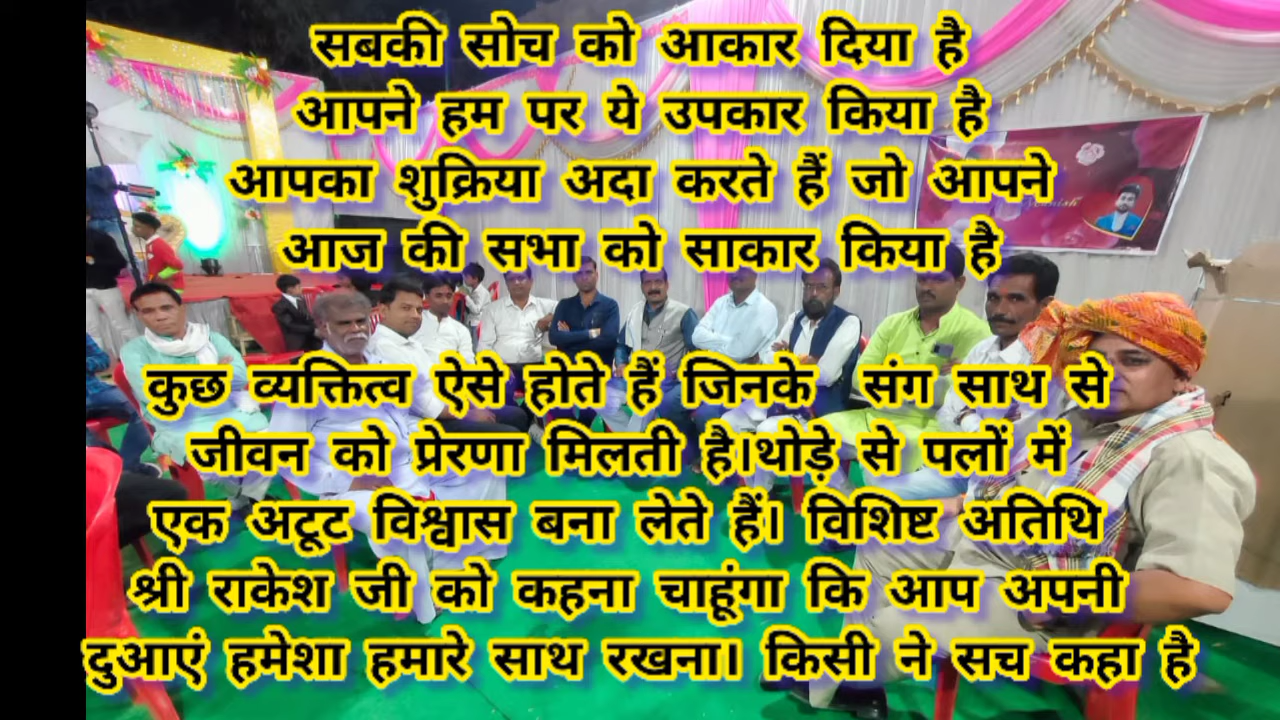 सबकी सोच को आकार दिया है
आपने हम पर ये उपकार किया है
आपका शुक्रिया अदा करते हैं जो आपने
आज की सभा को साकार किया है
कुछ व्यक्तित्व ऐसे होते हैं जिनके संग साथ से
जीवन को प्रेरणा मिलती है।थोड़े से पलों में
एक अटूट विश्वास बना लेते हैं। विशिष्ट अतिथि
श्री राकेश जी को कहना चाहूंगा कि आप अपनी
दुआएं हमेशा हमारे साथ रखना। किसी ने सच कहा है